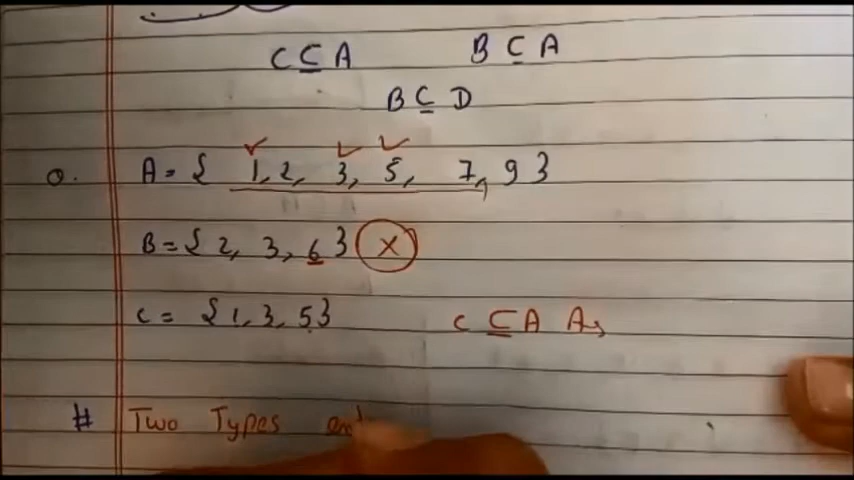 C ⊆ A B ⊆ A
B ⊆ D
Q. A = { 1, 2, 3, 5, 7, 9 }
B = { 2, 3, 6 } X
C = { 1, 3, 5 } C ⊆ A
# Two Types